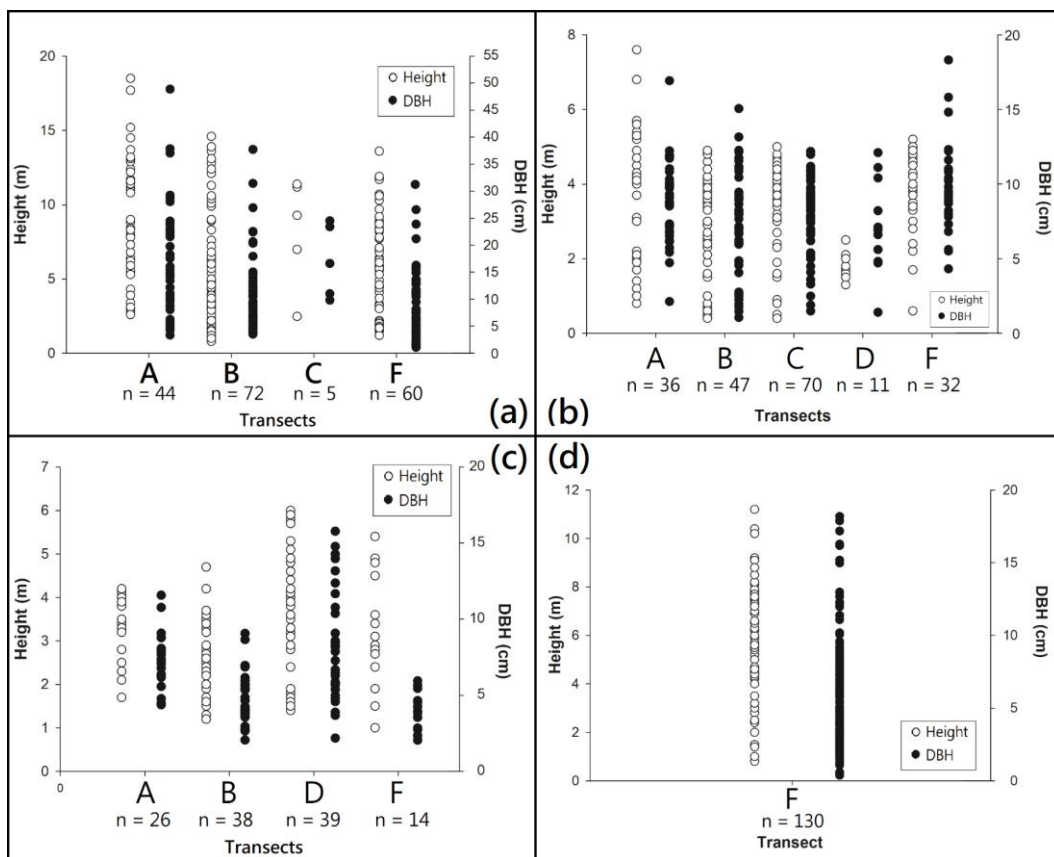 20
15
10
5
0
Height (m)
55
50
45
40
35
30
25
20
15
10
5
0
DBH (cm)
Height
DBH
A B C F
n = 44 n = 72 n = 5 n = 60
Transects
(a)
8
6
4
2
0
Height (m)
20
15
10
5
0
DBH (cm)
Height
DBH
A B C D F
n = 36 n = 47 n = 70 n = 11 n = 32
Transects
(b)
(c)
7
6
5
4
3
2
1
0
Height (m)
20
15
10
5
0
DBH (cm)
Height
DBH
0
A B D F
n = 26 n = 38 n = 39 n = 14
Transects
(d)
12
10
8
6
4
2
0
Height (m)
20
15
10
5
0
DBH (cm)
Height
DBH
F
n = 130
Transect